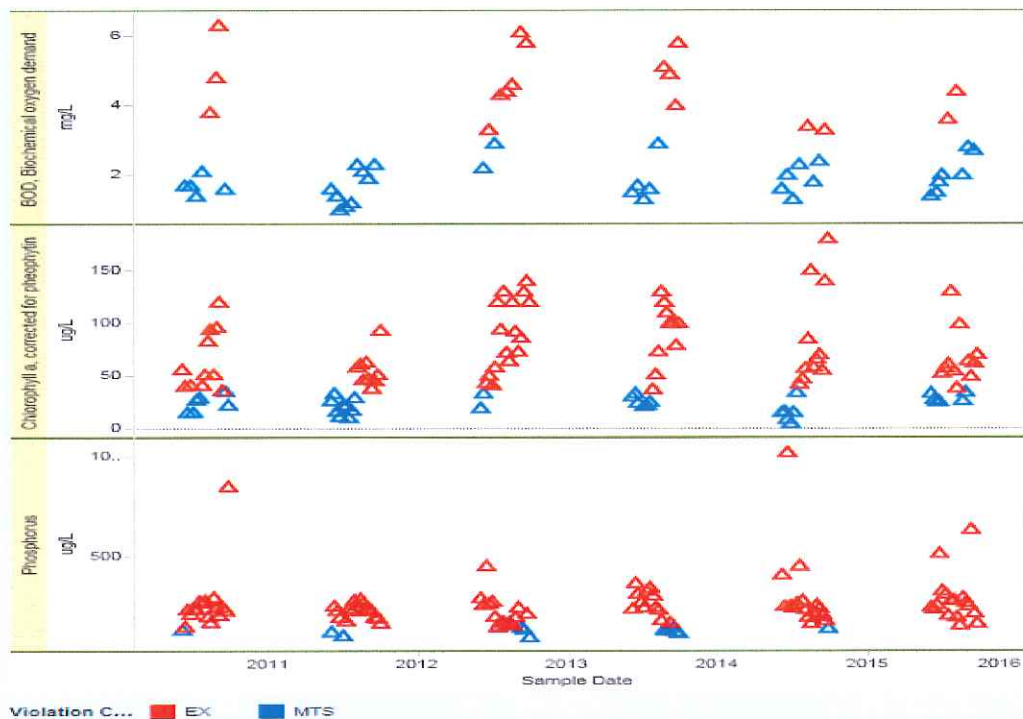 BOD, Biochemical oxygen demand
mg/L
6
4
2
Chlorophyll a, corrected for pheophytin
ug/L
150
100
50
0
Phosphorus
ug/L
10..
500
2011 2012 2013 2014 2015 2016
Sample Date
Violation C... EX MTS